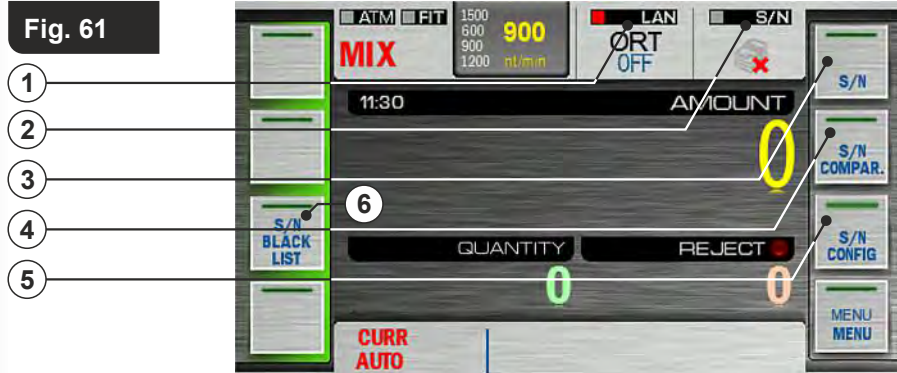 Fig. 61
ATM FIT
MIX
1500
600
900
1200
900
nt/min
LAN
ORT
OFF
S/N
11:30
AMOUNT
0
QUANTITY
0
REJECT
0
CURR
AUTO
S/N
BLACK
LIST
S/N
S/N
COMPAR.
S/N
CONFIG
MENU
MENU
1
2
3
4
5
6